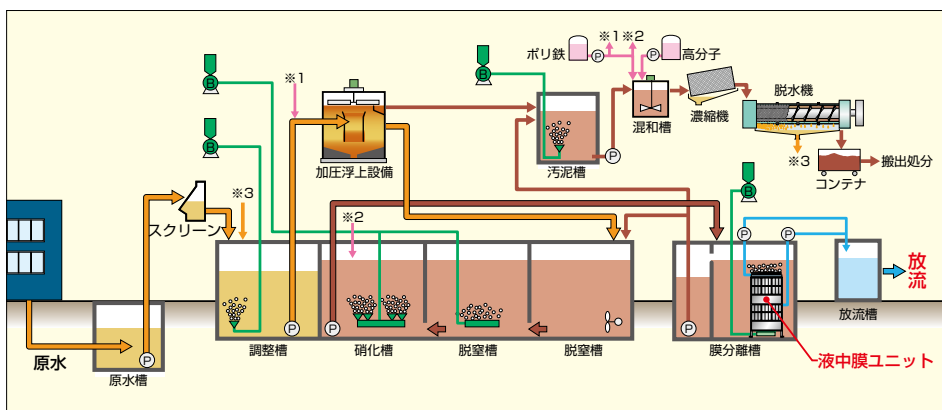 ポリ鉄
P
※1※2
P
高分子
B
※1
混和槽
濃縮機
脱水機
B
加圧浮上設備
B
汚泥槽
P
※3
コンテナ
搬出処分
スクリーン
※3
※2
B
P
P
放流
原水
原水槽
P
調整槽
P
P
硝化槽
脱窒槽
脱窒槽
P
膜分離槽
放流槽
液中膜ユニット